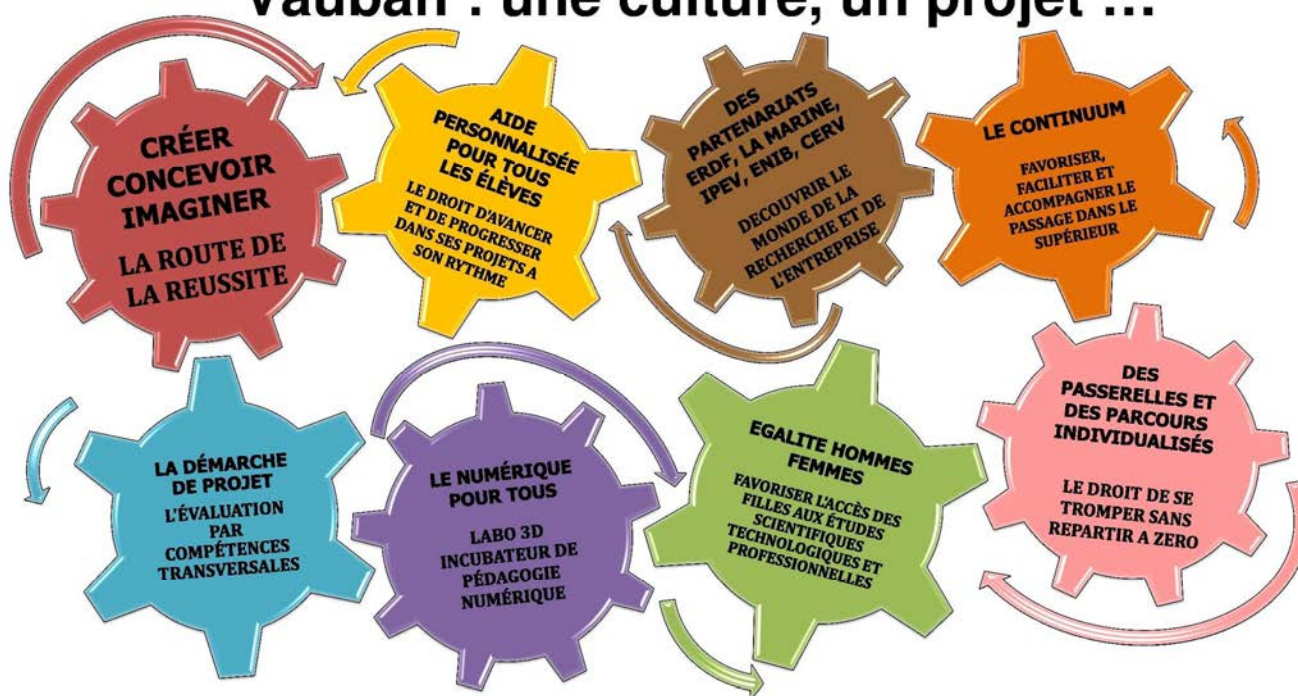 Vauban : une culture, un projet ...
CRÉER
CONCEVOIR
IMAGINER
LA ROUTE DE
LA REUSSITE
AIDE
PERSONNALISÉE
POUR TOUS
LES ÉLÈVES
LE DROIT D'AVANCER
ET DE PROGRESSER
DANS SES PROJETS A
SON RYTHME
DES
PARTENARIATS
ERDF, LA MARINE,
IPEV, ENIB, CERV
DECOUVRIR LE
MONDE DE LA
RECHERCHE ET DE
L'ENTREPRISE
LE CONTINUUM
FAVORISER,
FACILITER ET
ACCOMPAGNER LE
PASSAGE DANS LE
SUPÉRIEUR
LA DÉMARCHE
DE PROJET
L'ÉVALUATION
PAR
COMPÉTENCES
TRANSVERSALES
LE NUMÉRIQUE
POUR TOUS
LABO 3D
INCUBATEUR DE
PÉDAGOGIE
NUMÉRIQUE
EGALITE HOMMES
FEMMES
FAVORISER L'ACCÈS DES
FILLES AUX ÉTUDES
SCIENTIFIQUES
TECHNOLOGIQUES ET
PROFESSIONNELLES
DES
PASSERELLES ET
DES PARCOURS
INDIVIDUALISÉS
LE DROIT DE SE
TROMPER SANS
REPARTIR A ZERO